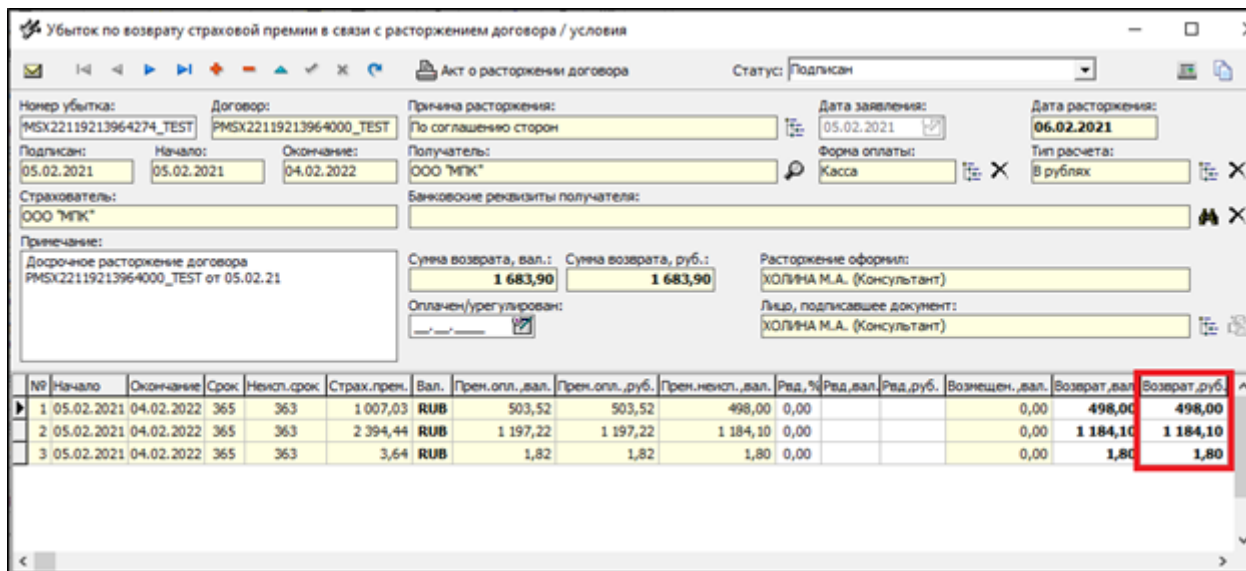 Убыток по возврату страховой премии в связи с расторжением договора / условия
Акт о расторжении договора Статус: Подписан
Номер убытка: Договор: Причина расторжения: Дата заявления: Дата расторжения:
MSX22119213964274_TEST PMSX22119213964000_TEST По соглашению сторон 05.02.2021 06.02.2021
Подписан: Начало: Окончание: Получатель: Форма оплаты: Тип расчета:
05.02.2021 05.02.2021 04.02.2022 ООО "МПК" Касса В рублях
Страхователь: Банковские реквизиты получателя:
ООО "МПК"
Примечание:
Досрочное расторжение договора Сумма возврата, вал.: Сумма возврата, руб.: Расторжение оформил:
PMSX22119213964000_TEST от 05.02.21 1 683,90 1 683,90 ХОЛИНА М.А. (Консультант)
Оплачен/урегулирован: Лицо, подписавшее документ:
__.__.____ ХОЛИНА М.А. (Консультант)
№ Начало Окончание Срок Неисп.срок Страх.прем. Вал. Прем.опл.,вал. Прем.опл.,руб. Прем.неисп.,вал. Рвд,% Рвд,вал. Рвд,руб. Возмещен.,вал. Возврат,вал Возврат,руб.
1 05.02.2021 04.02.2022 365 363 1 007,03 RUB 503,52 503,52 498,00 0,00 0,00 498,00 498,00
2 05.02.2021 04.02.2022 365 363 2 394,44 RUB 1 197,22 1 197,22 1 184,10 0,00 0,00 1 184,10 1 184,10
3 05.02.2021 04.02.2022 365 363 3,64 RUB 1,82 1,82 1,80 0,00 0,00 1,80 1,80